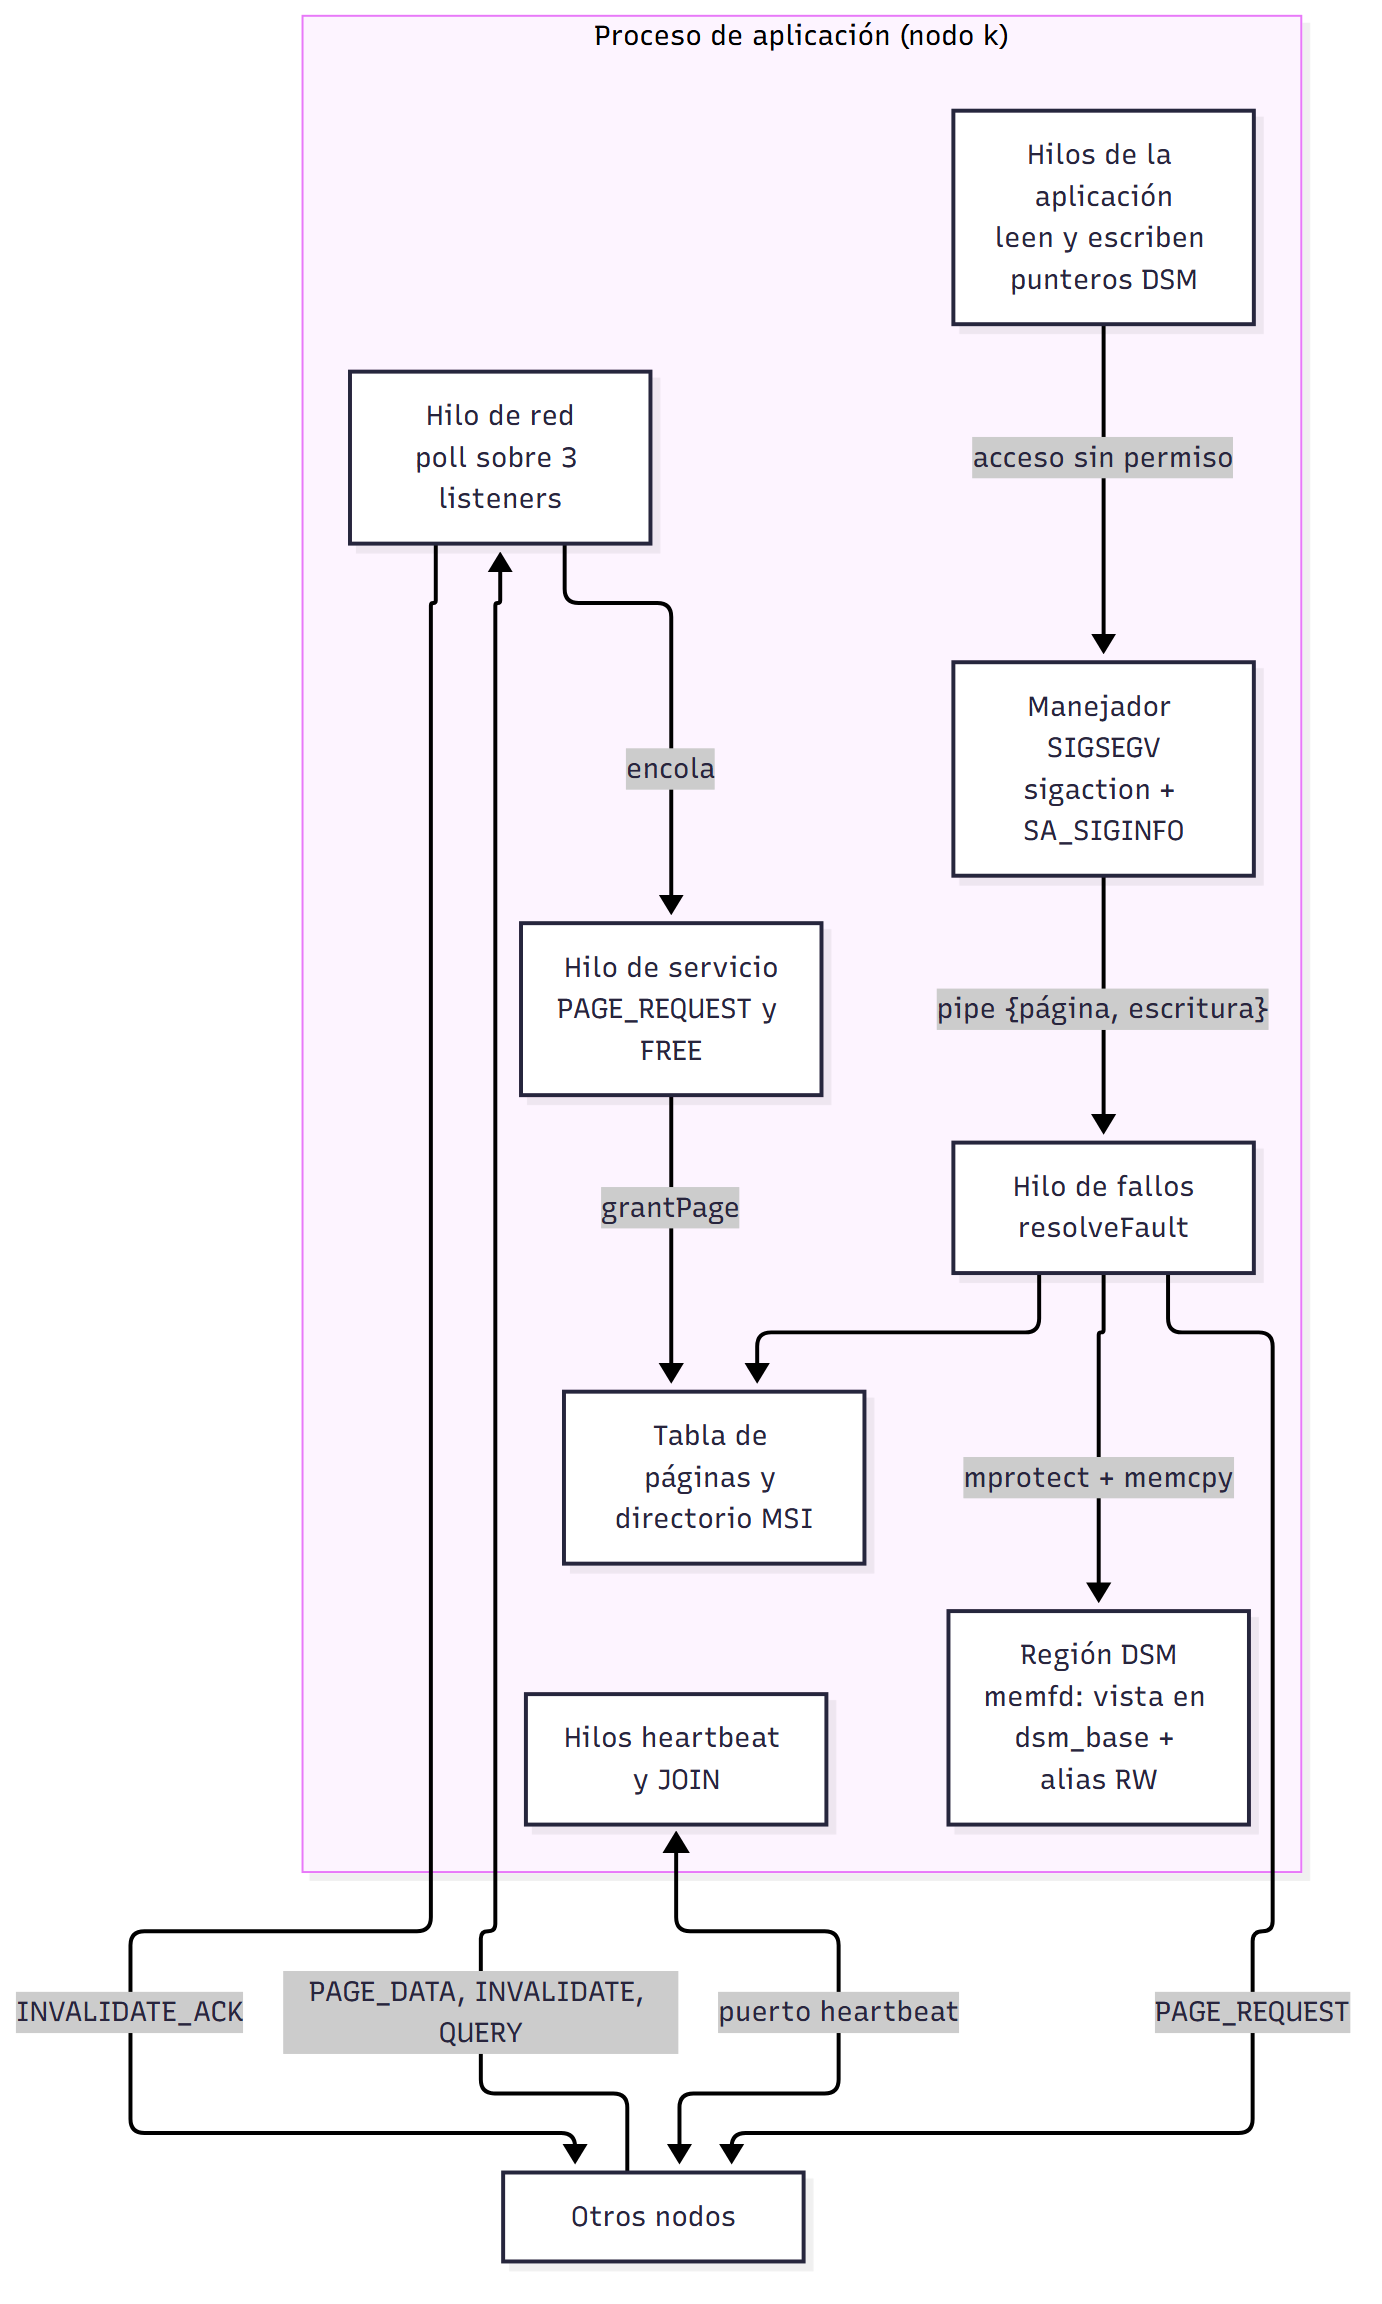 Proceso de aplicación (nodo k)
Hilos de la
aplicación
leen y escriben
punteros DSM
Hilo de red
poll sobre 3
listeners
acceso sin permiso
Manejador
SIGSEGV
sigaction +
SA_SIGINFO
encola
Hilo de servicio
PAGE_REQUEST y
FREE
pipe {página, escritura}
Hilo de fallos
resolveFault
grantPage
Tabla de
páginas y
directorio MSI
mprotect + memcpy
Región DSM
memfd: vista en
dsm_base +
alias RW
Hilos heartbeat
y JOIN
INVALIDATE_ACK
PAGE_DATA, INVALIDATE,
QUERY
puerto heartbeat
PAGE_REQUEST
Otros nodos